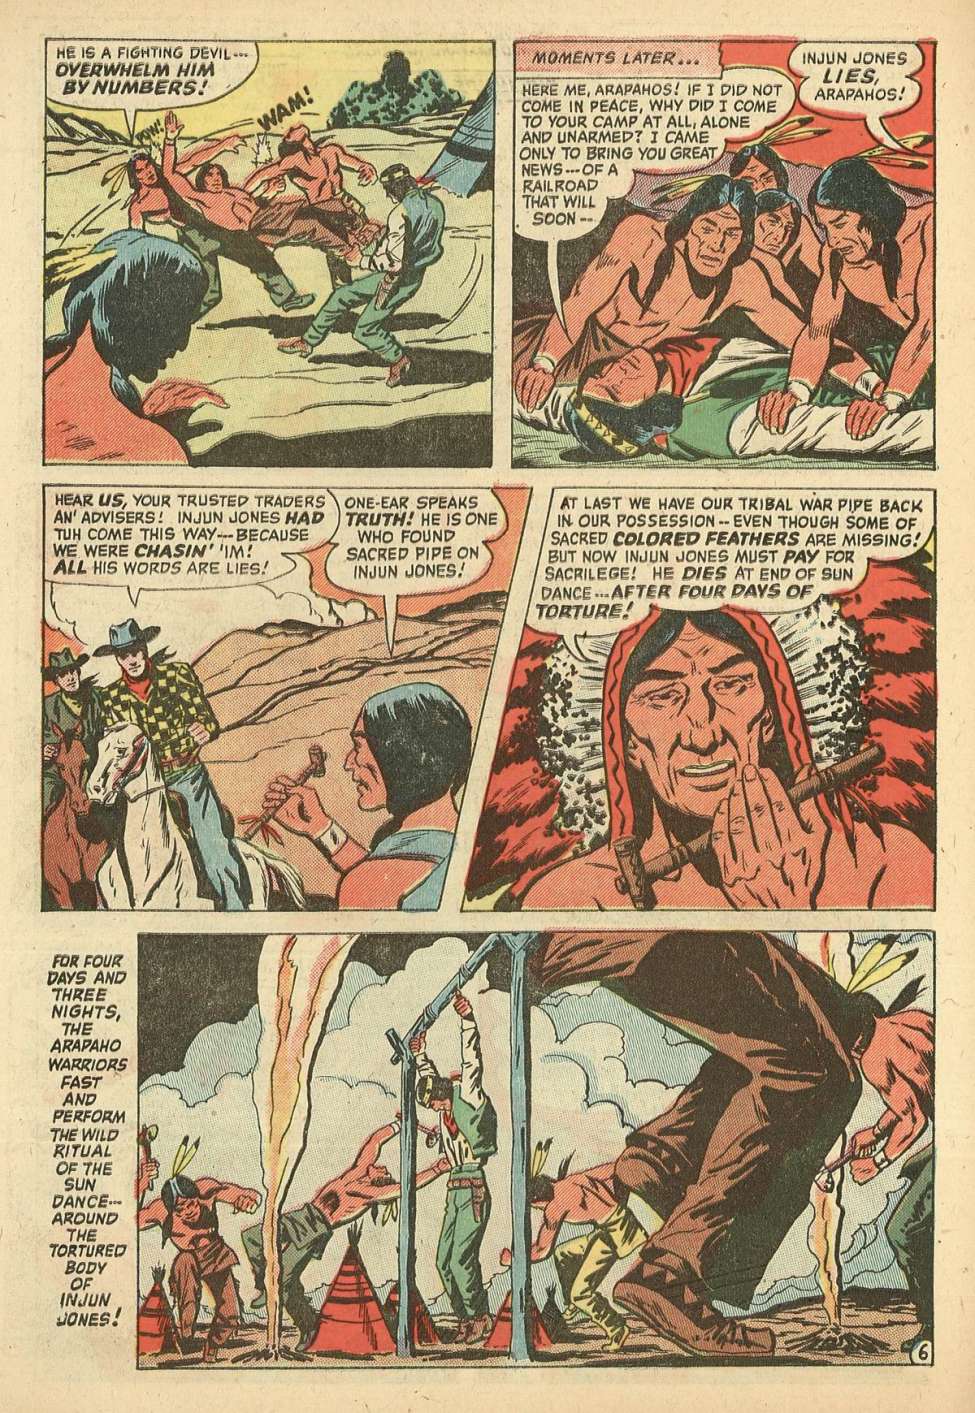 HE IS A FIGHTING DEVIL---
OVERWHELM HIM
BY NUMBERS!
POW!
WAM!
MOMENTS LATER...
HERE ME, ARAPAHOS! IF I DID NOT
COME IN PEACE, WHY DID I COME
TO YOUR CAMP AT ALL, ALONE
AND UNARMED? I CAME
ONLY TO BRING YOU GREAT
NEWS---OF A
RAILROAD
THAT WILL
SOON--
INJUN JONES
LIES,
ARAPAHOS!
HEAR US, YOUR TRUSTED TRADERS
AN' ADVISERS! INJUN JONES HAD
TUH COME THIS WAY---BECAUSE
WE WERE CHASIN' 'IM!
ALL HIS WORDS ARE LIES!
ONE-EAR SPEAKS
TRUTH! HE IS ONE
WHO FOUND
SACRED PIPE ON
INJUN JONES!
AT LAST WE HAVE OUR TRIBAL WAR PIPE BACK
IN OUR POSSESSION--EVEN THOUGH SOME OF
SACRED COLORED FEATHERS ARE MISSING!
BUT NOW INJUN JONES MUST PAY FOR
SACRILEGE! HE DIES AT END OF SUN
DANCE---AFTER FOUR DAYS OF
TORTURE!
FOR FOUR
DAYS AND
THREE
NIGHTS,
THE
ARAPAHO
WARRIORS
FAST
AND
PERFORM
THE WILD
RITUAL
OF THE
SUN
DANCE---
AROUND
THE
TORTURED
BODY
OF
INJUN
JONES!
6